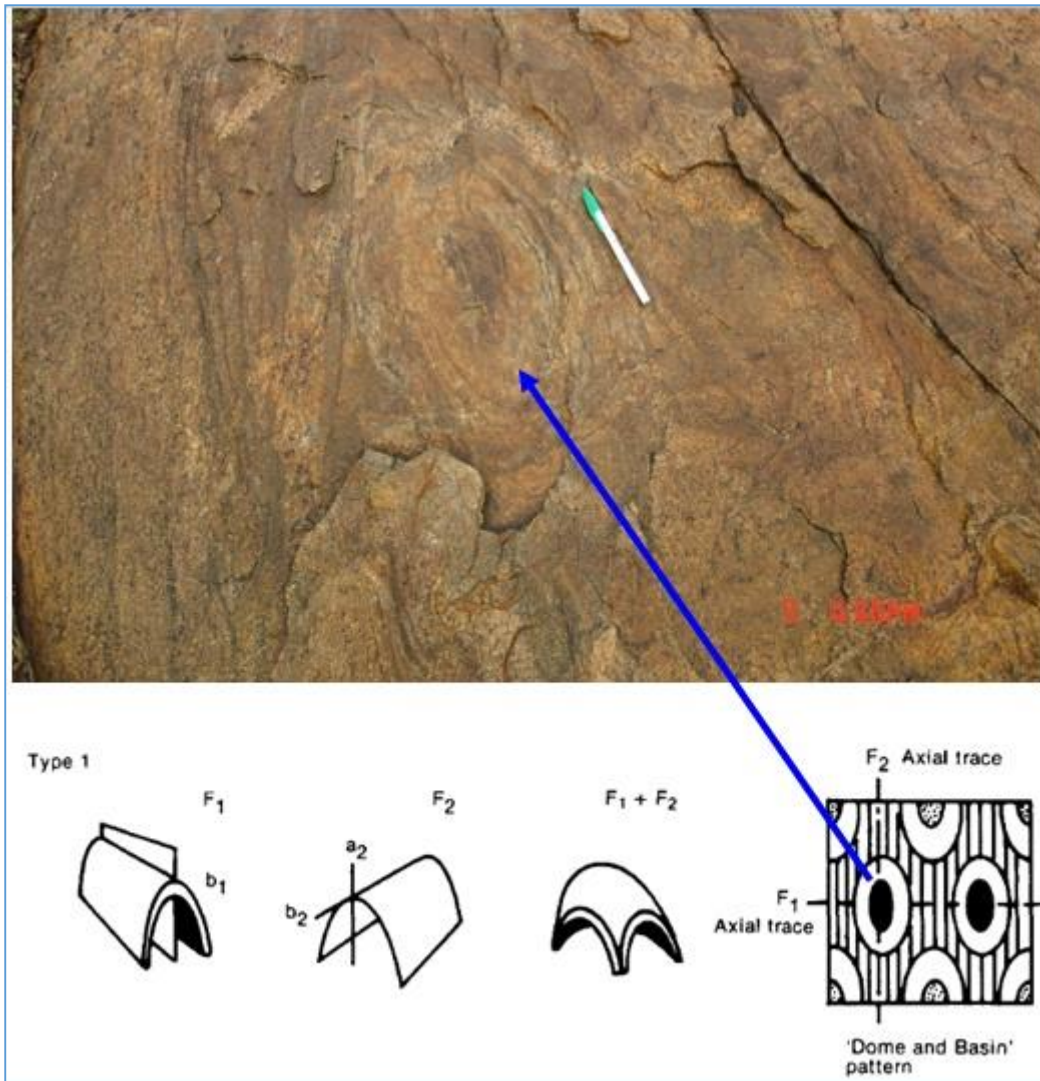 Type 1
F₁
F₂
F₁ + F₂
b₁
a₂
b₂
F₂ Axial trace
F₁
Axial trace
'Dome and Basin'
pattern